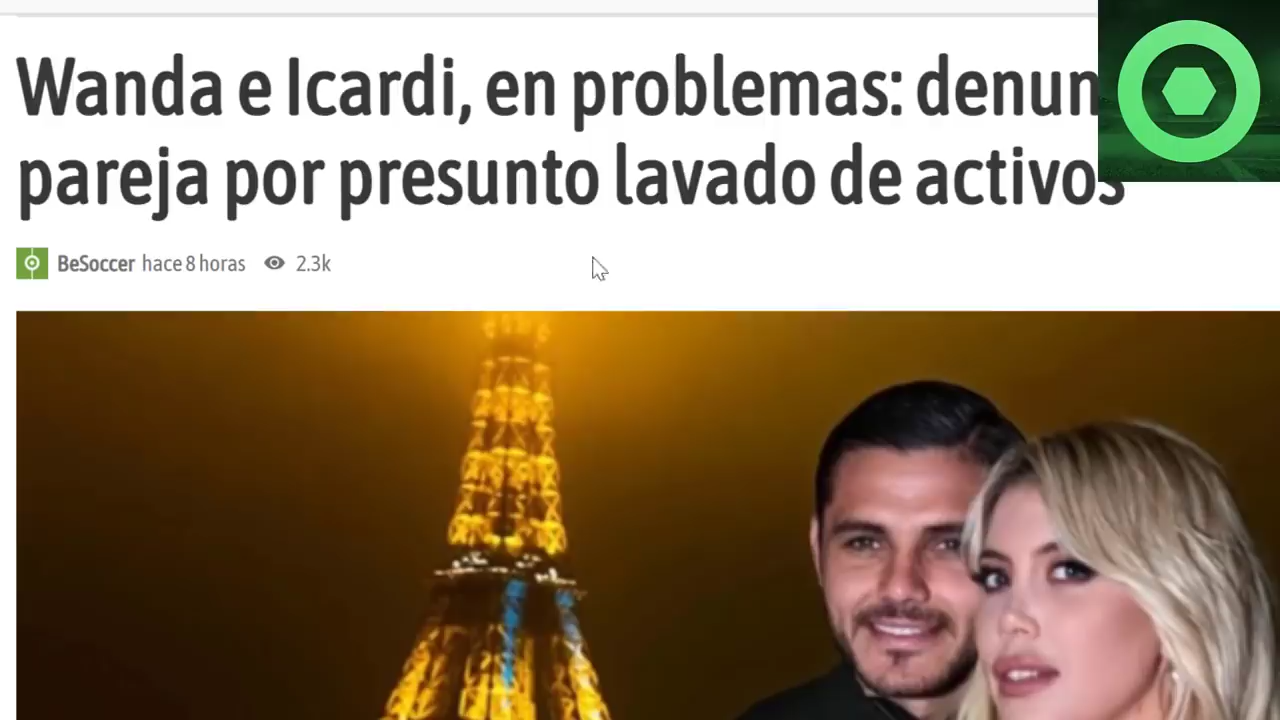 Wanda e Icardi, en problemas: denun
pareja por presunto lavado de activos
BeSoccer hace 8 horas 2.3k